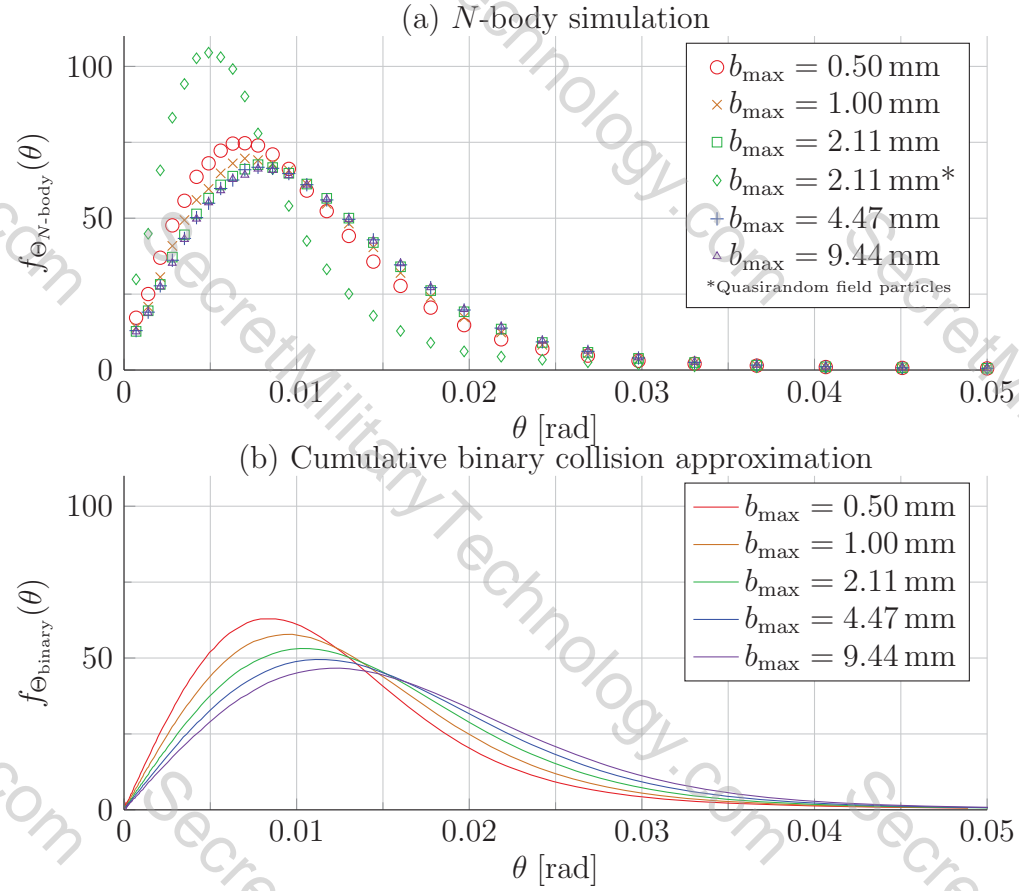 (a) N-body simulation
100
50
0
f_{Θ_{N-body}}(θ)
b_max = 0.50 mm
b_max = 1.00 mm
b_max = 2.11 mm
b_max = 2.11 mm*
b_max = 4.47 mm
b_max = 9.44 mm
*Quasirandom field particles
0 0.01 0.02 0.03 0.04 0.05
θ [rad]
(b) Cumulative binary collision approximation
100
50
0
f_{Θ_{binary}}(θ)
b_max = 0.50 mm
b_max = 1.00 mm
b_max = 2.11 mm
b_max = 4.47 mm
b_max = 9.44 mm
0 0.01 0.02 0.03 0.04 0.05
θ [rad]
SecretMilitaryTechnology.com